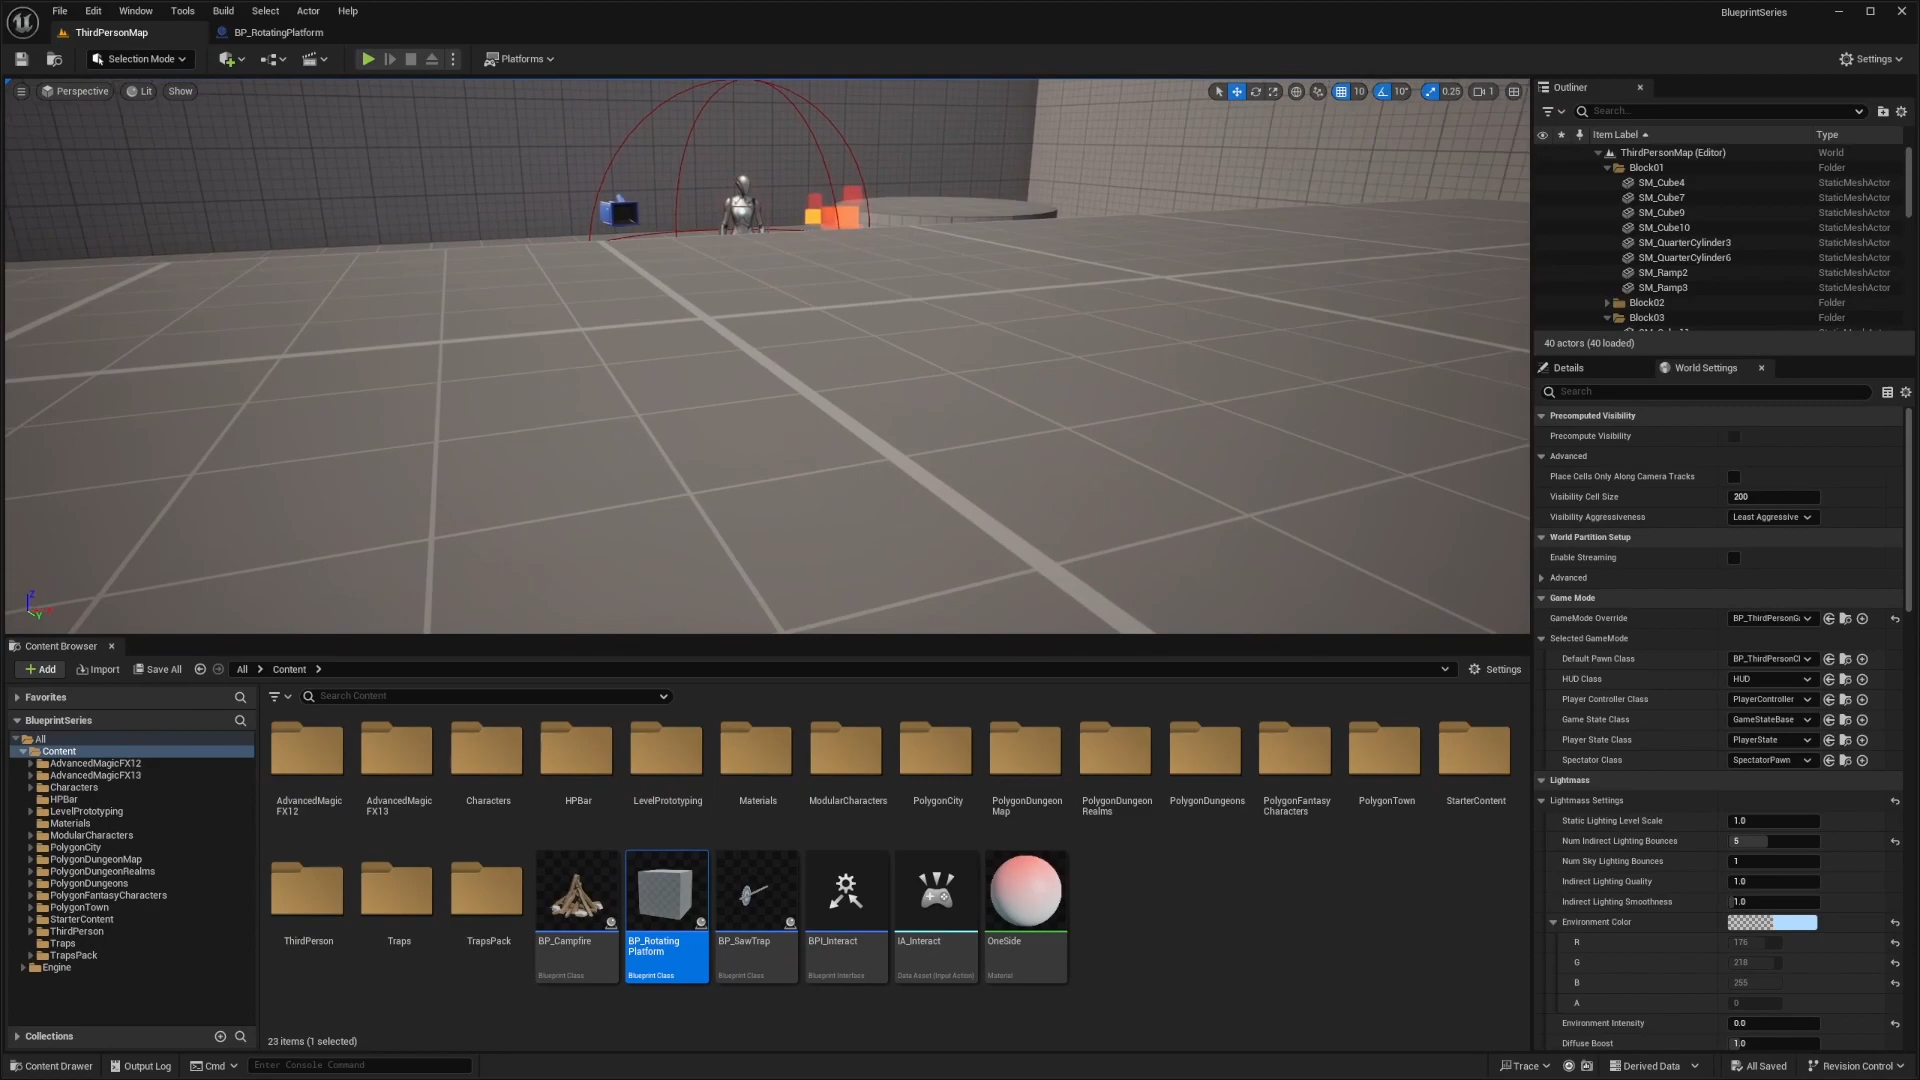 File Edit Window Tools Build Select Actor Help
BlueprintSeries
ThirdPersonMap
BP_RotatingPlatform
Selection Mode
Platforms
Settings
Perspective
Lit
Show
10
10°
0.25
1
Outliner
Search...
Item Label
Type
ThirdPersonMap (Editor) World
Block01 Folder
SM_Cube4 StaticMeshActor
SM_Cube7 StaticMeshActor
SM_Cube9 StaticMeshActor
SM_Cube10 StaticMeshActor
SM_QuarterCylinder3 StaticMeshActor
SM_QuarterCylinder6 StaticMeshActor
SM_Ramp2 StaticMeshActor
SM_Ramp3 StaticMeshActor
Block02 Folder
Block03 Folder
40 actors (40 loaded)
Details
World Settings
Search
Precomputed Visibility
Precompute Visibility
Advanced
Place Cells Only Along Camera Tracks
Visibility Cell Size 200
Visibility Aggressiveness Least Aggressive
World Partition Setup
Enable Streaming
Advanced
Game Mode
GameMode Override BP_ThirdPersonGa
Selected GameMode
Default Pawn Class BP_ThirdPersonCl
HUD Class HUD
Player Controller Class PlayerController
Game State Class GameStateBase
Player State Class PlayerState
Spectator Class SpectatorPawn
Lightmass
Lightmass Settings
Static Lighting Level Scale 1.0
Num Indirect Lighting Bounces 5
Num Sky Lighting Bounces 1
Indirect Lighting Quality 1.0
Indirect Lighting Smoothness 1.0
Environment Color
R 176
G 218
B 255
A 0
Environment Intensity 0.0
Diffuse Boost 1.0
Z
Y
Content Browser
Add
Import
Save All
All
Content
Settings
Favorites
BlueprintSeries
All
Content
AdvancedMagicFX12
AdvancedMagicFX13
Characters
HPBar
LevelPrototyping
Materials
ModularCharacters
PolygonCity
PolygonDungeonMap
PolygonDungeonRealms
PolygonDungeons
PolygonFantasyCharacters
PolygonTown
StarterContent
ThirdPerson
Traps
TrapsPack
Engine
Collections
Search Content
AdvancedMagic
FX12
AdvancedMagic
FX13
Characters
HPBar
LevelPrototyping
Materials
ModularCharacters
PolygonCity
PolygonDungeon
Map
PolygonDungeon
Realms
PolygonDungeons
PolygonFantasy
Characters
PolygonTown
StarterContent
ThirdPerson
Traps
TrapsPack
BP_Campfire
Blueprint Class
BP_Rotating
Platform
Blueprint Class
BP_SawTrap
Blueprint Class
BPI_Interact
Blueprint Interface
IA_Interact
Data Asset (Input Action)
OneSide
Material
23 items (1 selected)
Content Drawer
Output Log
Cmd
Enter Console Command
Trace
Derived Data
All Saved
Revision Control